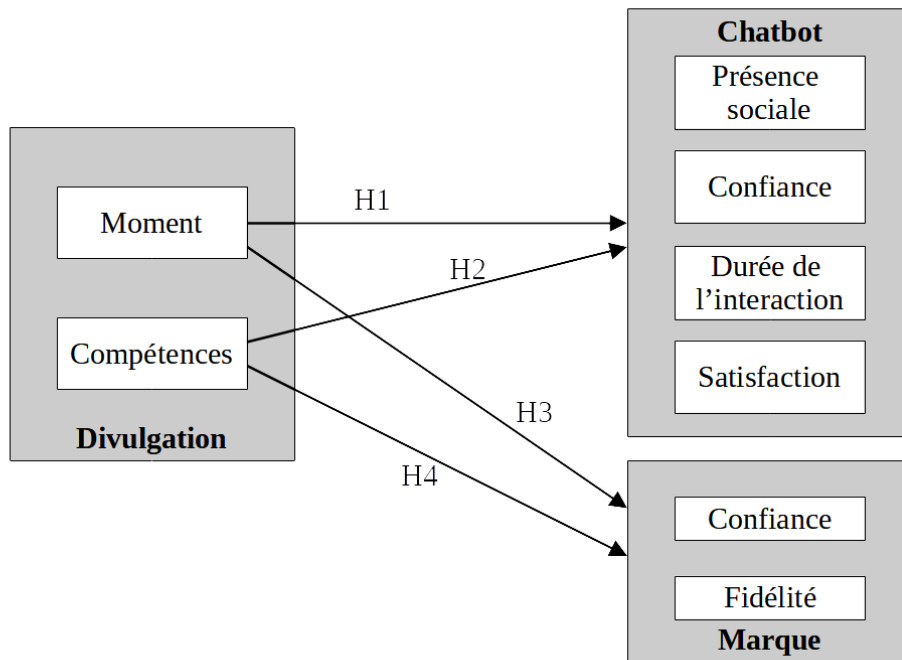 Chatbot
Présence
sociale
Confiance
Durée de
l’interaction
Satisfaction
Moment
Compétences
Divulgation
H1
H2
H3
H4
Confiance
Fidélité
Marque